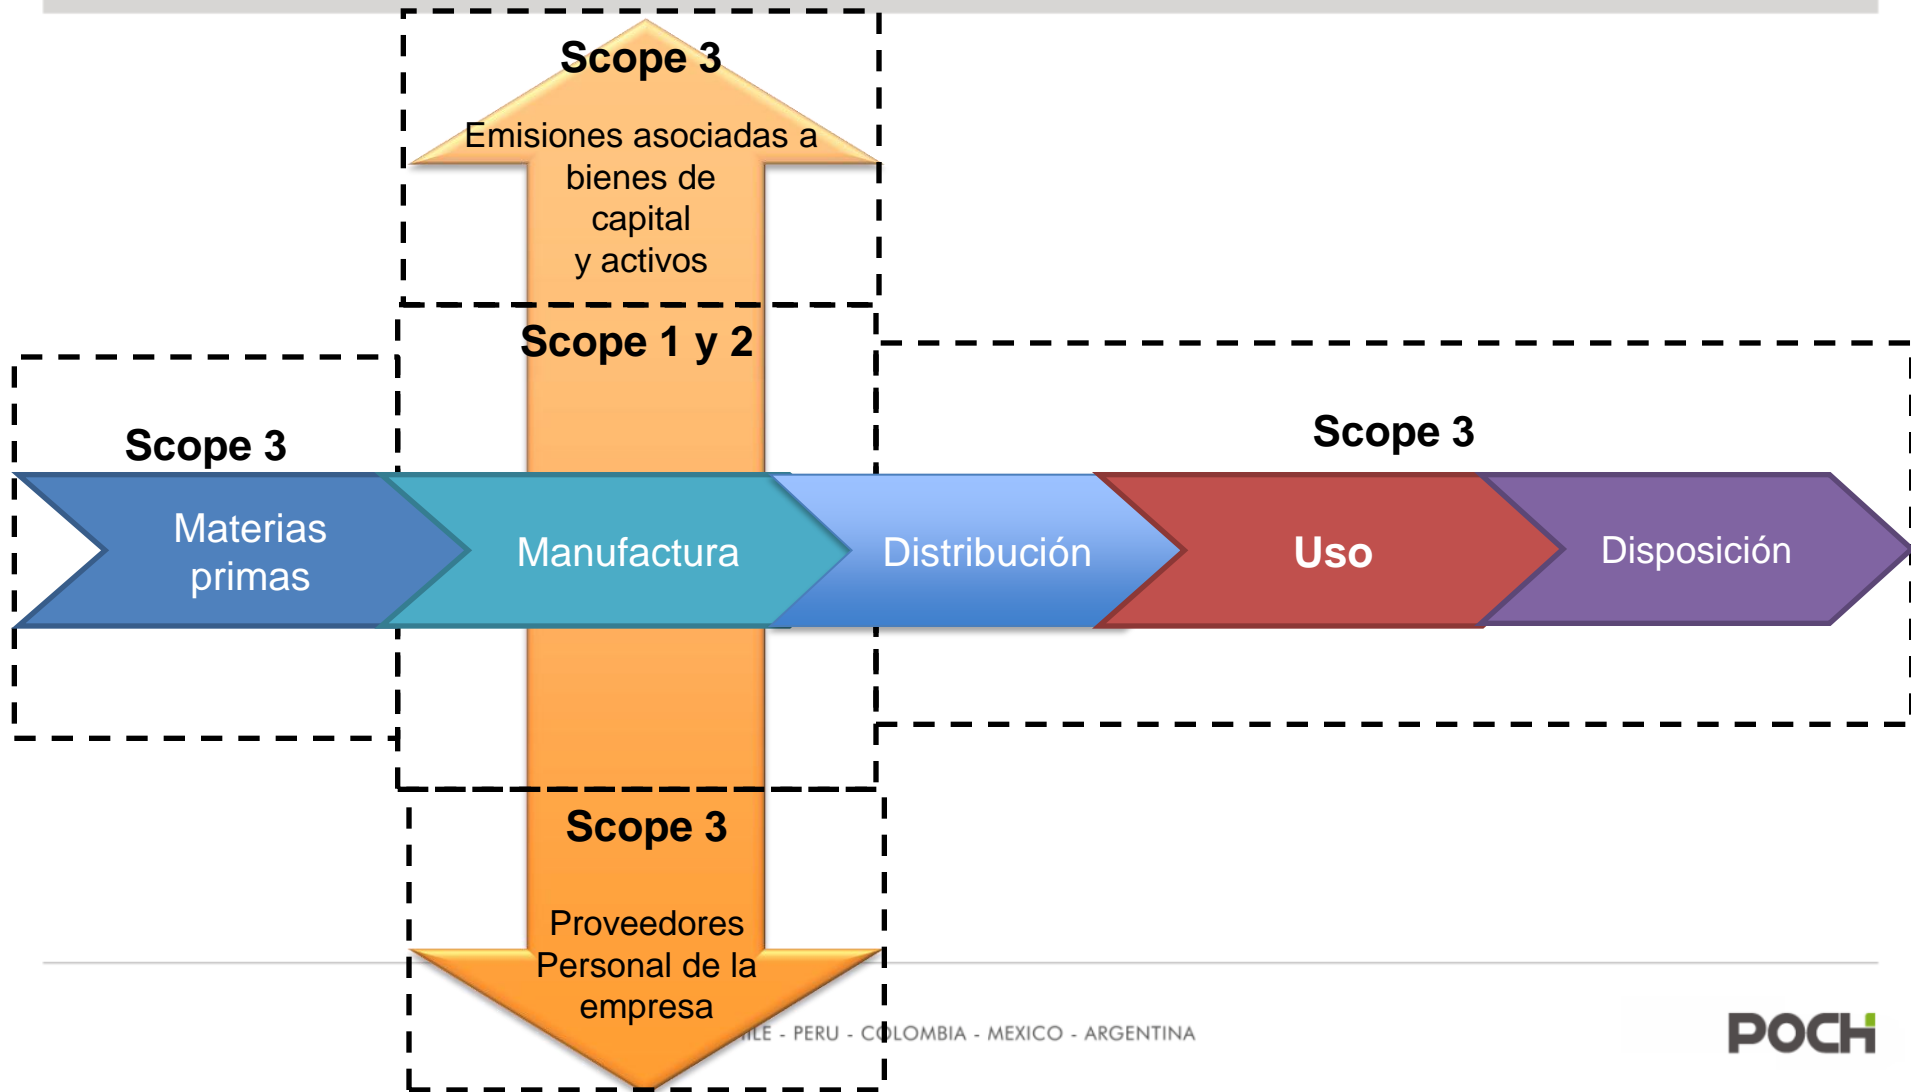 Scope 3
Emisiones asociadas a
bienes de
capital
y activos
Scope 1 y 2
Scope 3
Scope 3
Materias
primas
Manufactura
Distribución
Uso
Disposición
Scope 3
Proveedores
Personal de la
empresa
- PERU - COLOMBIA - MEXICO - ARGENTINA
POCH